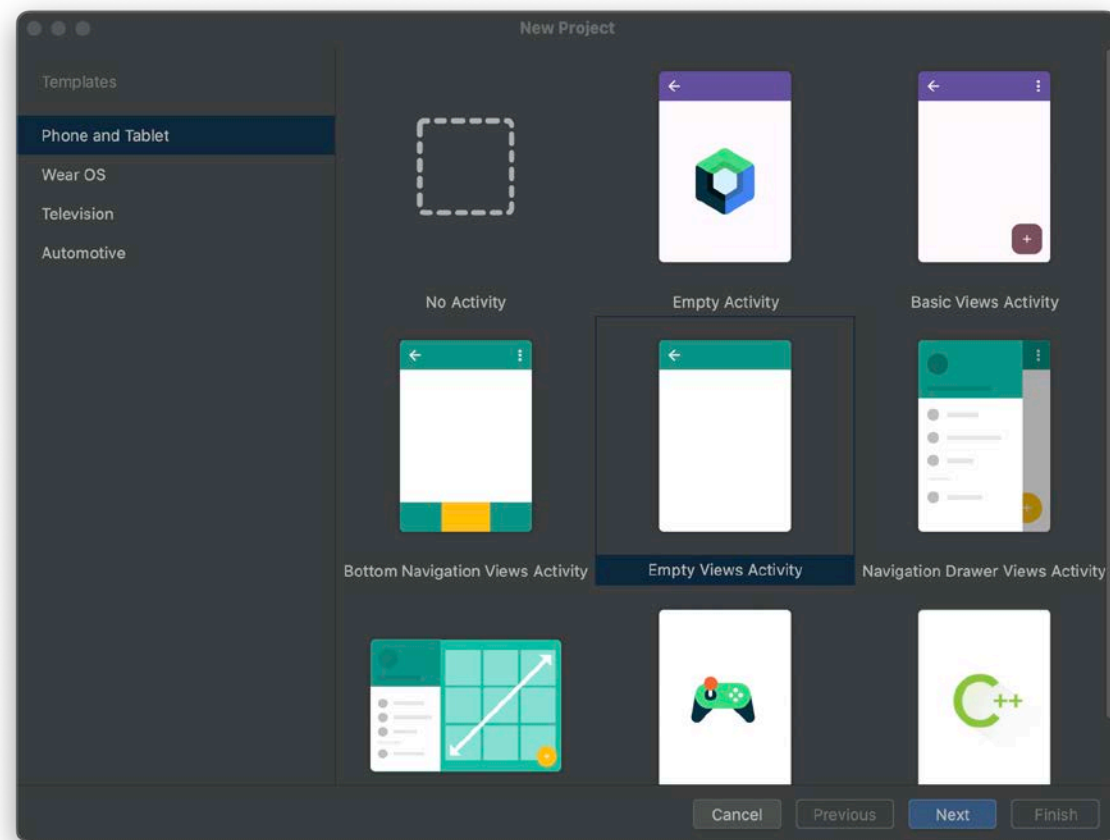 New Project
Templates
Phone and Tablet
Wear OS
Television
Automotive
No Activity
Empty Activity
Basic Views Activity
Bottom Navigation Views Activity
Empty Views Activity
Navigation Drawer Views Activity
C++
Cancel
Previous
Next
Finish